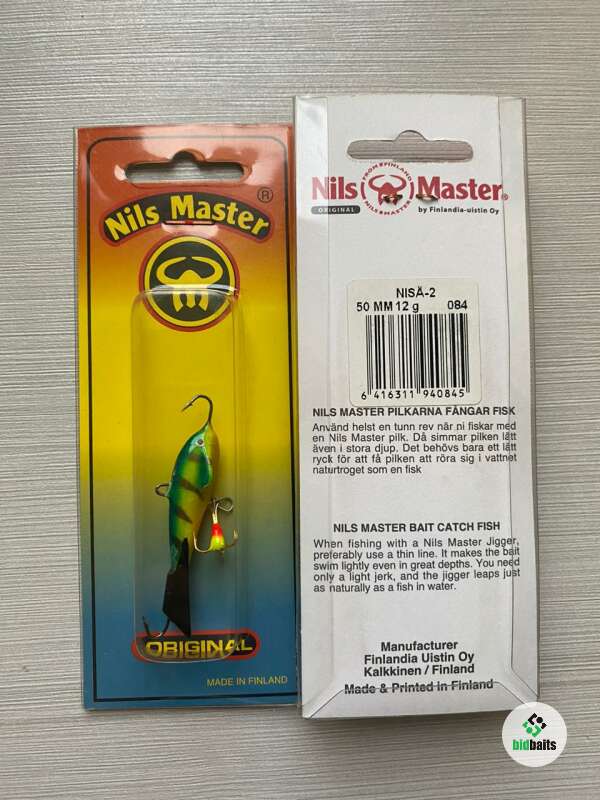 Nils Master®
ORIGINAL
MADE IN FINLAND
Nils Master®
FROM FINLAND
NILS MASTER
ORIGINAL
by Finlandia-uistin Oy
NISÄ-2
50 MM 12 g 084
6 416311 940845
NILS MASTER PILKARNA FÅNGAR FISK
Använd helst en tunn rev när ni fiskar med
en Nils Master pilk. Då simmar pilken lätt
även i stora djup. Det behövs bara ett lätt
ryck för att få pilken att röra sig i vattnet
naturtroget som en fisk
NILS MASTER BAIT CATCH FISH
When fishing with a Nils Master Jigger,
preferably use a thin line. It makes the bait
swim lightly even in great depths. You need
only a light jerk, and the jigger leaps just
as naturally as a fish in water.
Manufacturer
Finlandia Uistin Oy
Kalkkinen / Finland
Made & Printed in Finland
bidbaits